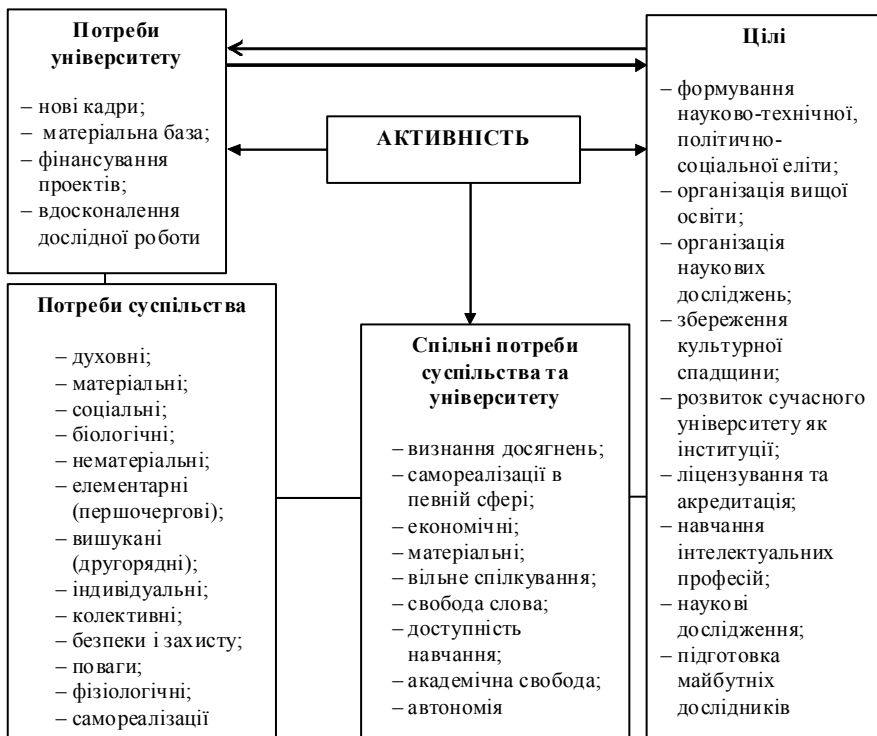 Потреби
університету
– нові кадри;
– матеріальна база;
– фінансування
проектів;
– вдосконалення
дослідної роботи
АКТИВНІСТЬ
Цілі
– формування
науково-технічної,
політично-
соціальної еліти;
– організація вищої
освіти;
– організація
наукових
досліджень;
– збереження
культурної
спадщини;
– розвиток сучасного
університету як
інституції;
– ліцензування та
акредитація;
– навчання
інтелектуальних
професій;
– наукові
дослідження;
– підготовка
майбутніх
дослідників
Потреби суспільства
– духовні;
– матеріальні;
– соціальні;
– біологічні;
– нематеріальні;
– елементарні
(першочергові);
– вишукані
(другорядні);
– індивідуальні;
– колективні;
– безпеки і захисту;
– поваги;
– фізіологічні;
– самореалізації
Спільні потреби
суспільства та
університету
– визнання досягнень;
– самореалізації в
певній сфері;
– економічні;
– матеріальні;
– вільне спілкування;
– свобода слова;
– доступність
навчання;
– академічна свобода;
– автономія